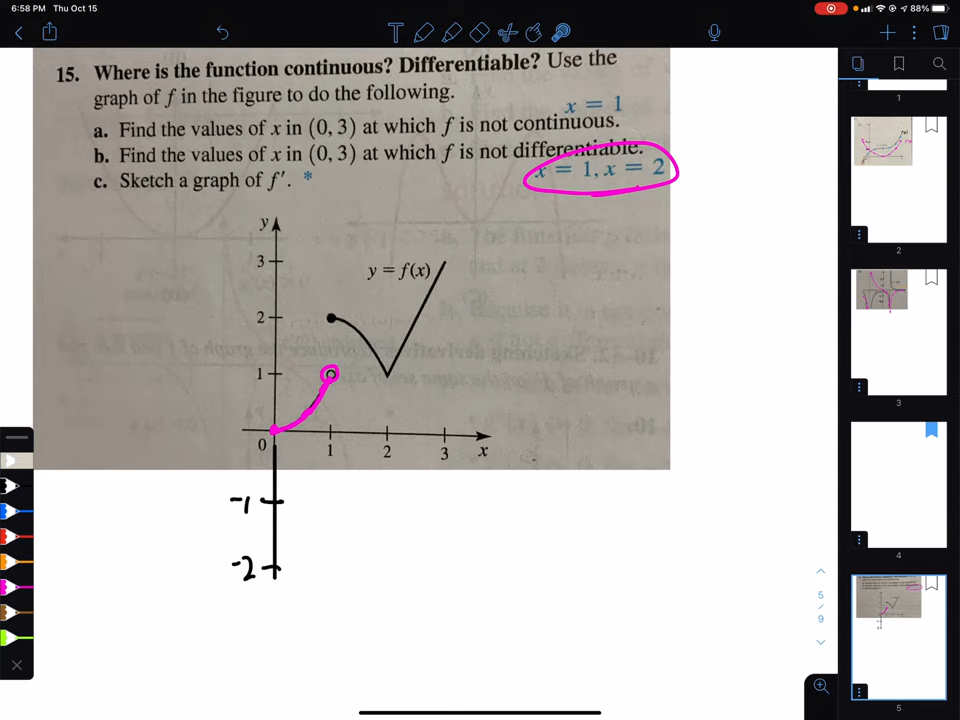 6:58 PM Thu Oct 15
88%
15. Where is the function continuous? Differentiable? Use the
graph of f in the figure to do the following.
x = 1
a. Find the values of x in (0, 3) at which f is not continuous.
b. Find the values of x in (0, 3) at which f is not differentiable.
x = 1, x = 2
c. Sketch a graph of f′. *
y
3
y = f(x)
2
1
0
1
2
3
x
-1
-2
1
2
3
4
5
5
/
9